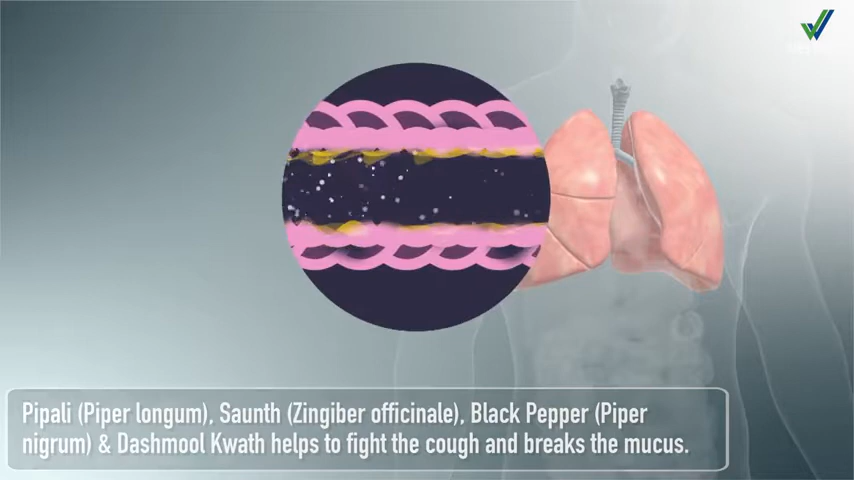 Pipali (Piper longum), Saunth (Zingiber officinale), Black Pepper (Piper
nigrum) & Dashmool Kwath helps to fight the cough and breaks the mucus.